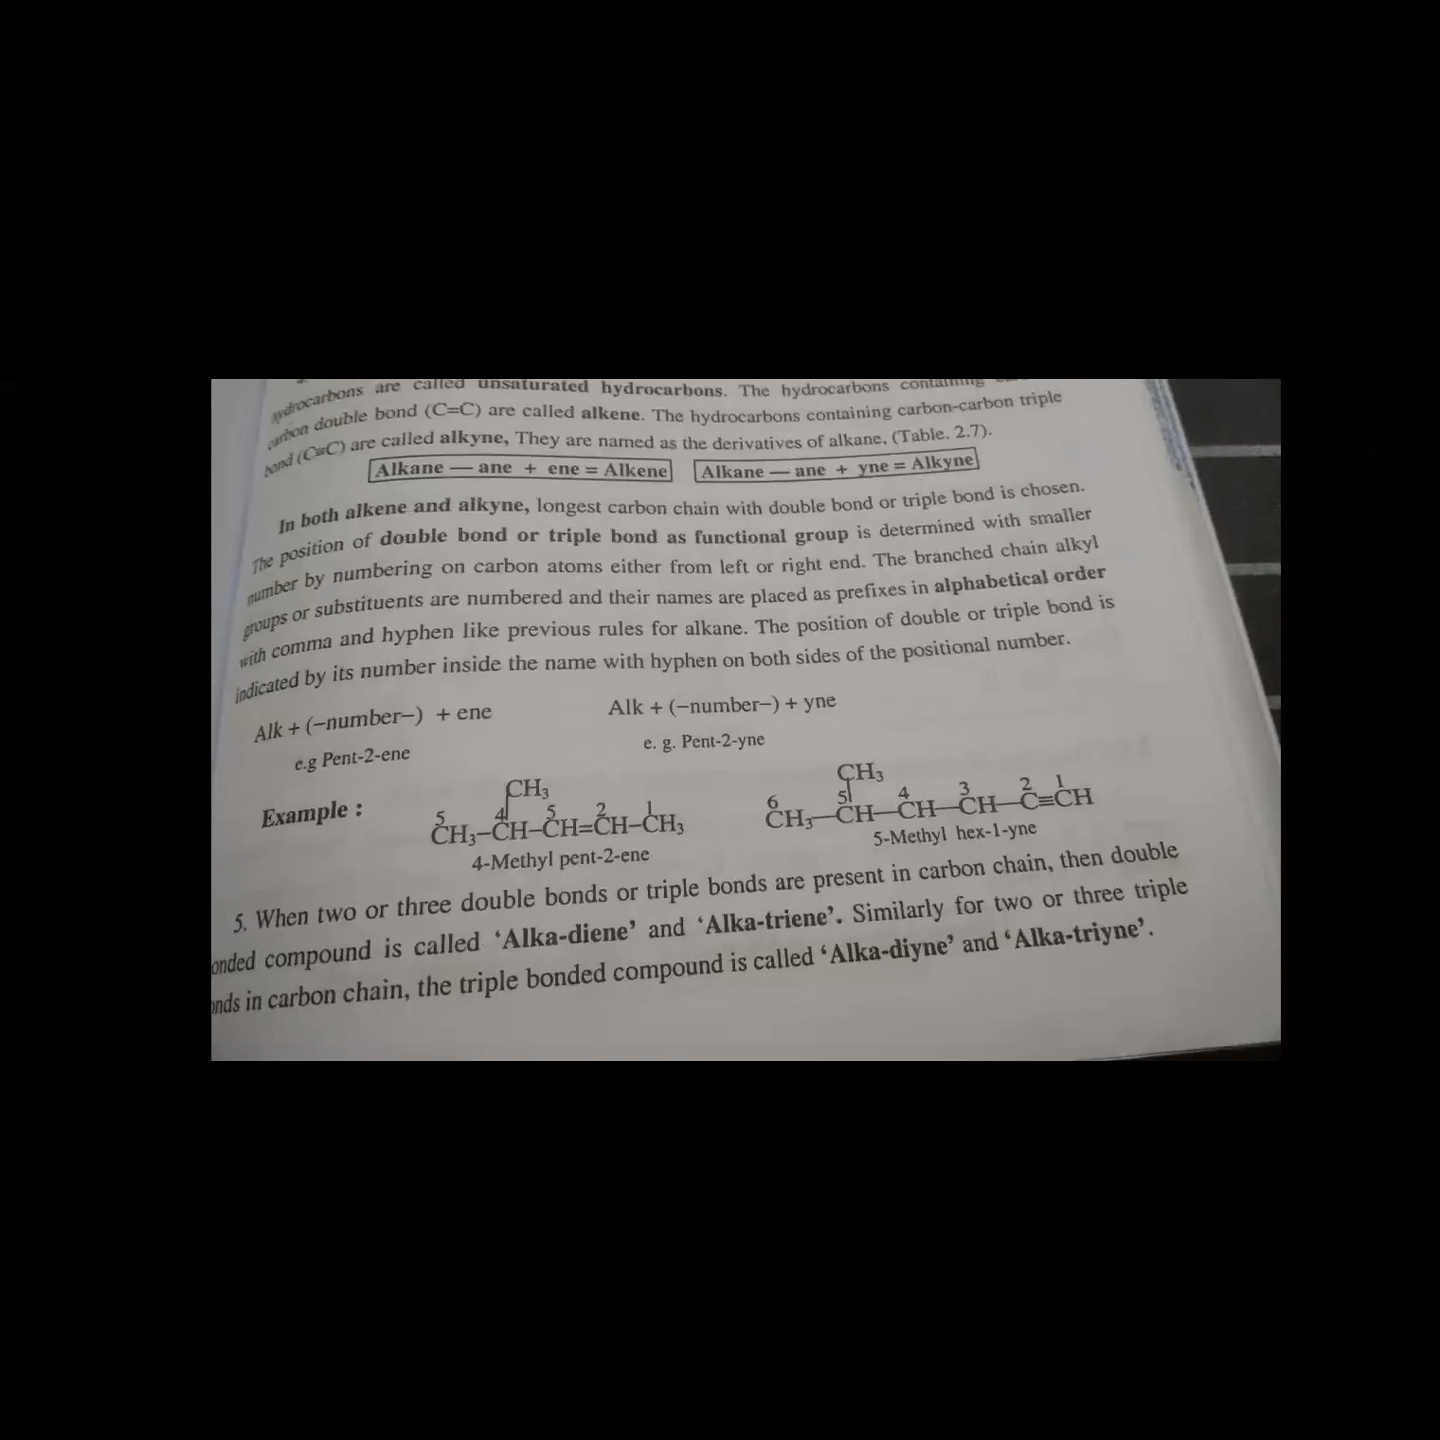 hydrocarbons are called unsaturated hydrocarbons. The hydrocarbons containing
carbon double bond (C=C) are called alkene. The hydrocarbons containing carbon-carbon triple
bond (C≡C) are called alkyne, They are named as the derivatives of alkane, (Table. 2.7).
Alkane — ane + ene = Alkene Alkane — ane + yne = Alkyne
In both alkene and alkyne, longest carbon chain with double bond or triple bond is chosen.
The position of double bond or triple bond as functional group is determined with smaller
number by numbering on carbon atoms either from left or right end. The branched chain alkyl
groups or substituents are numbered and their names are placed as prefixes in alphabetical order
with comma and hyphen like previous rules for alkane. The position of double or triple bond is
indicated by its number inside the name with hyphen on both sides of the positional number.
Alk + (–number–) + ene Alk + (–number–) + yne
e.g Pent-2-ene e. g. Pent-2-yne
CH₃ CH₃
5 4 5 2 1 6 5 4 3 2 1
Example : CH₃–CH–CH=CH–CH₃ CH₃—CH—CH—CH—C≡CH
4-Methyl pent-2-ene 5-Methyl hex-1-yne
5. When two or three double bonds or triple bonds are present in carbon chain, then double
onded compound is called ‘Alka-diene’ and ‘Alka-triene’. Similarly for two or three triple
onds in carbon chain, the triple bonded compound is called ‘Alka-diyne’ and ‘Alka-triyne’.